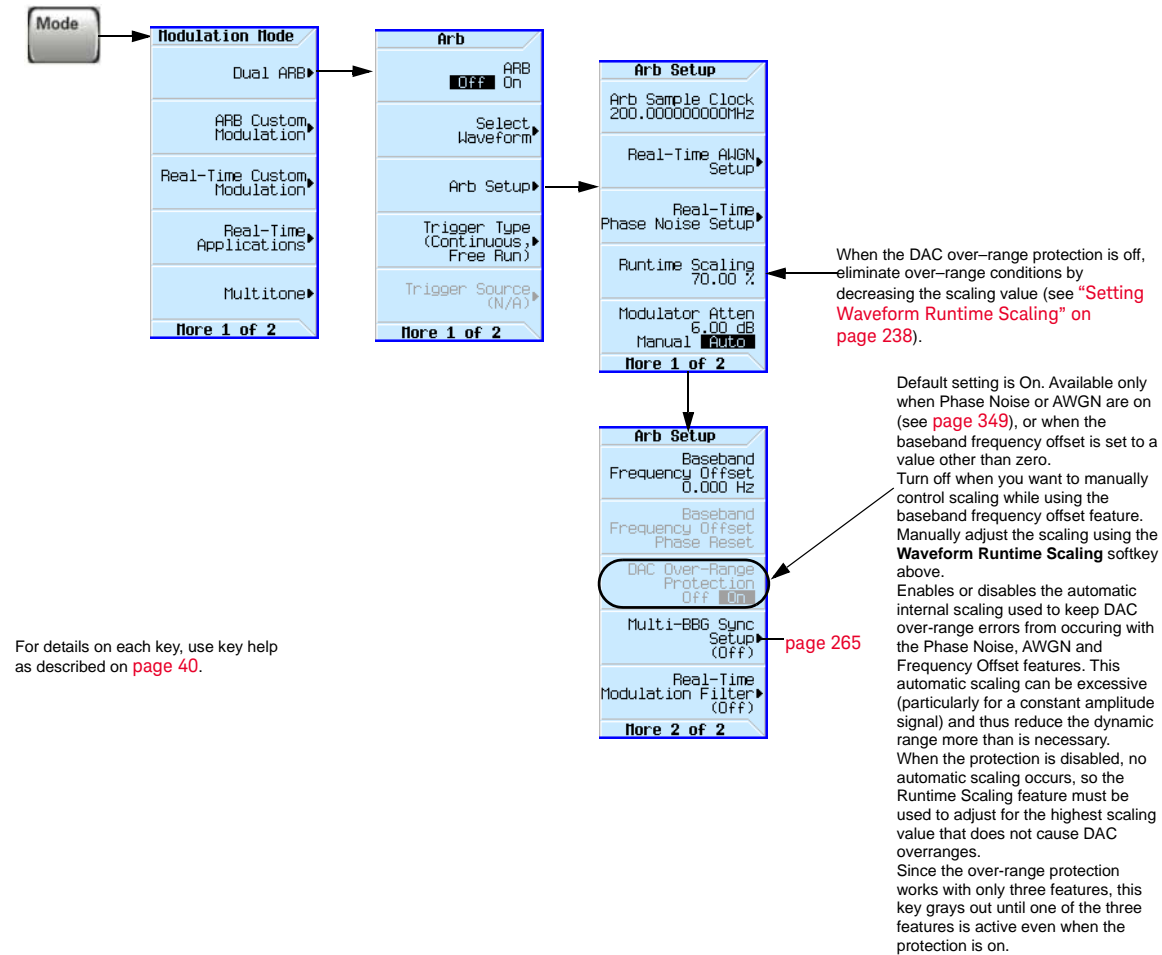 Mode
Modulation Mode
Dual ARB
ARB Custom
Modulation
Real-Time Custom
Modulation
Real-Time
Applications
Multitone
More 1 of 2
Arb
ARB
Off On
Select
Waveform
Arb Setup
Trigger Type
(Continuous,
Free Run)
Trigger Source
(N/A)
More 1 of 2
Arb Setup
Arb Sample Clock
200.000000000MHz
Real-Time AWGN
Setup
Real-Time
Phase Noise Setup
Runtime Scaling
70.00 %
Modulator Atten
6.00 dB
Manual Auto
More 1 of 2
When the DAC over–range protection is off,
eliminate over–range conditions by
decreasing the scaling value (see “Setting
Waveform Runtime Scaling” on
page 238).
Arb Setup
Baseband
Frequency Offset
0.000 Hz
Baseband
Frequency Offset
Phase Reset
DAC Over-Range
Protection
Off On
Multi-BBG Sync
Setup
(Off)
page 265
Real-Time
Modulation Filter
(Off)
More 2 of 2
Default setting is On. Available only
when Phase Noise or AWGN are on
(see page 349), or when the
baseband frequency offset is set to a
value other than zero.
Turn off when you want to manually
control scaling while using the
baseband frequency offset feature.
Manually adjust the scaling using the
Waveform Runtime Scaling softkey
above.
Enables or disables the automatic
internal scaling used to keep DAC
over-range errors from occuring with
the Phase Noise, AWGN and
Frequency Offset features. This
automatic scaling can be excessive
(particularly for a constant amplitude
signal) and thus reduce the dynamic
range more than is necessary.
When the protection is disabled, no
automatic scaling occurs, so the
Runtime Scaling feature must be
used to adjust for the highest scaling
value that does not cause DAC
overranges.
Since the over-range protection
works with only three features, this
key grays out until one of the three
features is active even when the
protection is on.
For details on each key, use key help
as described on page 40.